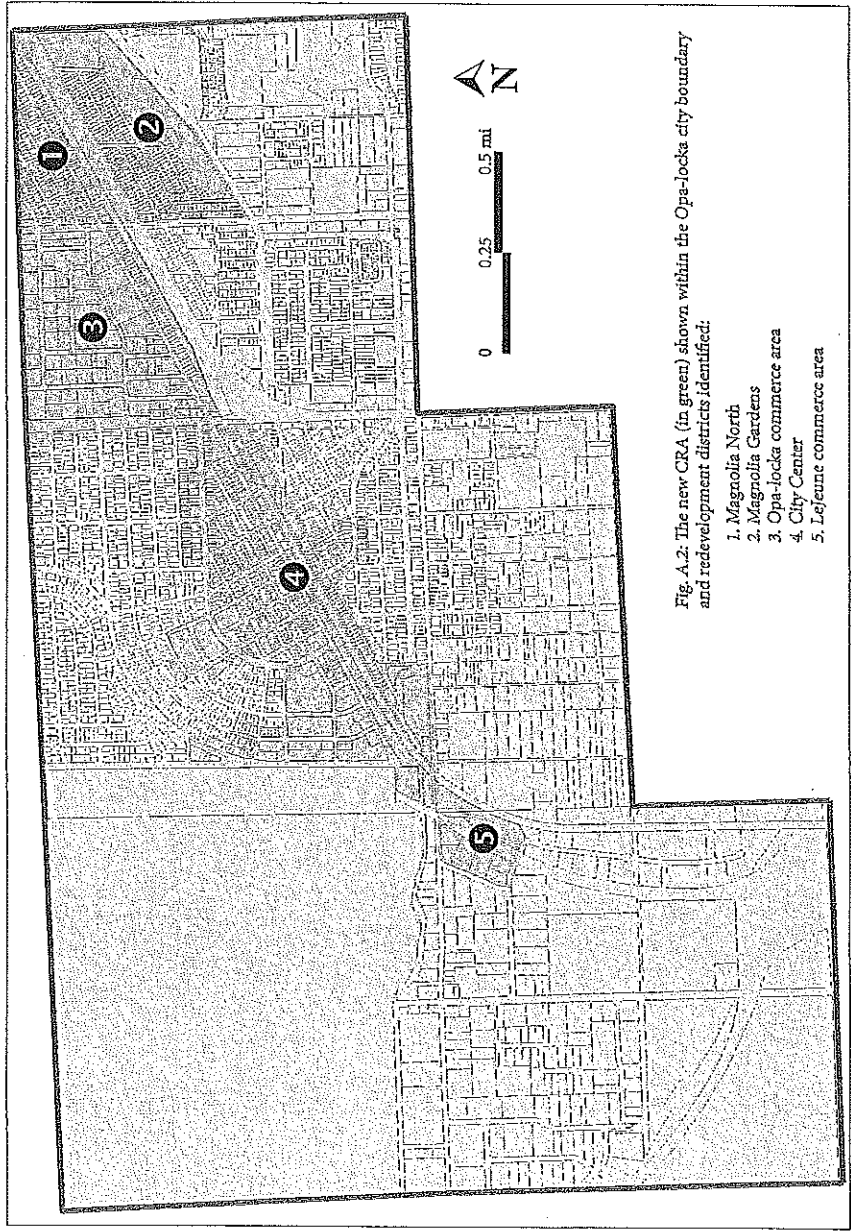 1
2
3
4
5
N
0
0.25
0.5 mi
Fig. A.2: The new CRA (in green) shown within the Opa-locka city boundary
and redevelopment districts identified:
1. Magnolia North
2. Magnolia Gardens
3. Opa-locka commerce area
4. City Center
5. LeJeune commerce area